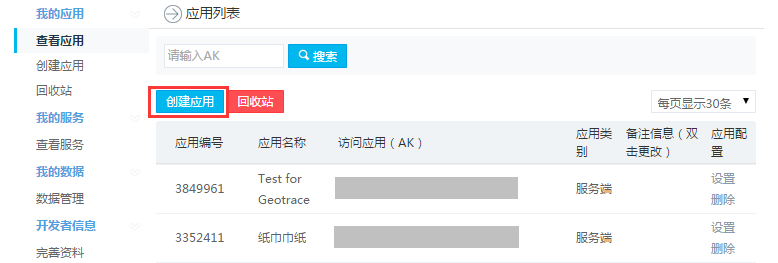 我的应用
查看应用
创建应用
回收站
我的服务
查看服务
我的数据
数据管理
开发者信息
完善资料
应用列表
请输入AK
搜索
创建应用
回收站
每页显示30条
应用编号
应用名称
访问应用（AK）
应用类
别
备注信息（双
击更改）
应用配
置
3849961
Test for
Geotrace
服务端
设置
删除
3352411
纸巾巾纸
服务端
设置
删除